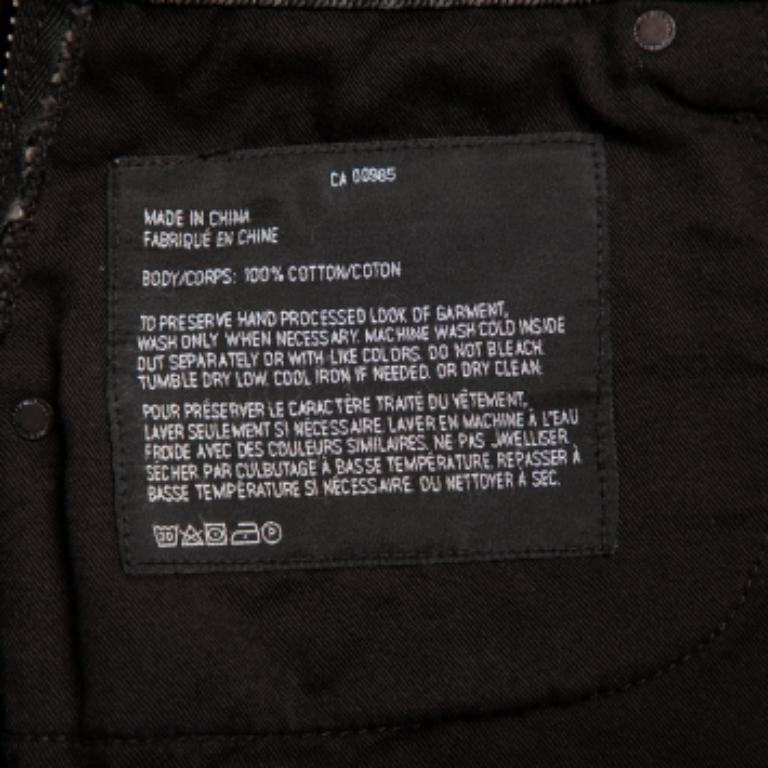 CA 00985
MADE IN CHINA
FABRIQUÉ EN CHINE
BODY/CORPS: 100% COTTON/COTON
TO PRESERVE HAND PROCESSED LOOK OF GARMENT,
WASH ONLY WHEN NECESSARY. MACHINE WASH COLD INSIDE
OUT SEPARATELY OR WITH LIKE COLORS. DO NOT BLEACH.
TUMBLE DRY LOW. COOL IRON IF NEEDED. OR DRY CLEAN.
POUR PRÉSERVER LE CARACTÈRE TRAITÉ DU VÊTEMENT,
LAVER SEULEMENT SI NÉCESSAIRE. LAVER EN MACHINE À L'EAU
FROIDE AVEC DES COULEURS SIMILAIRES. NE PAS JAVELLISER.
SÉCHER PAR CULBUTAGE À BASSE TEMPÉRATURE. REPASSER À
BASSE TEMPÉRATURE SI NÉCESSAIRE. OU NETTOYER À SEC.
30 P